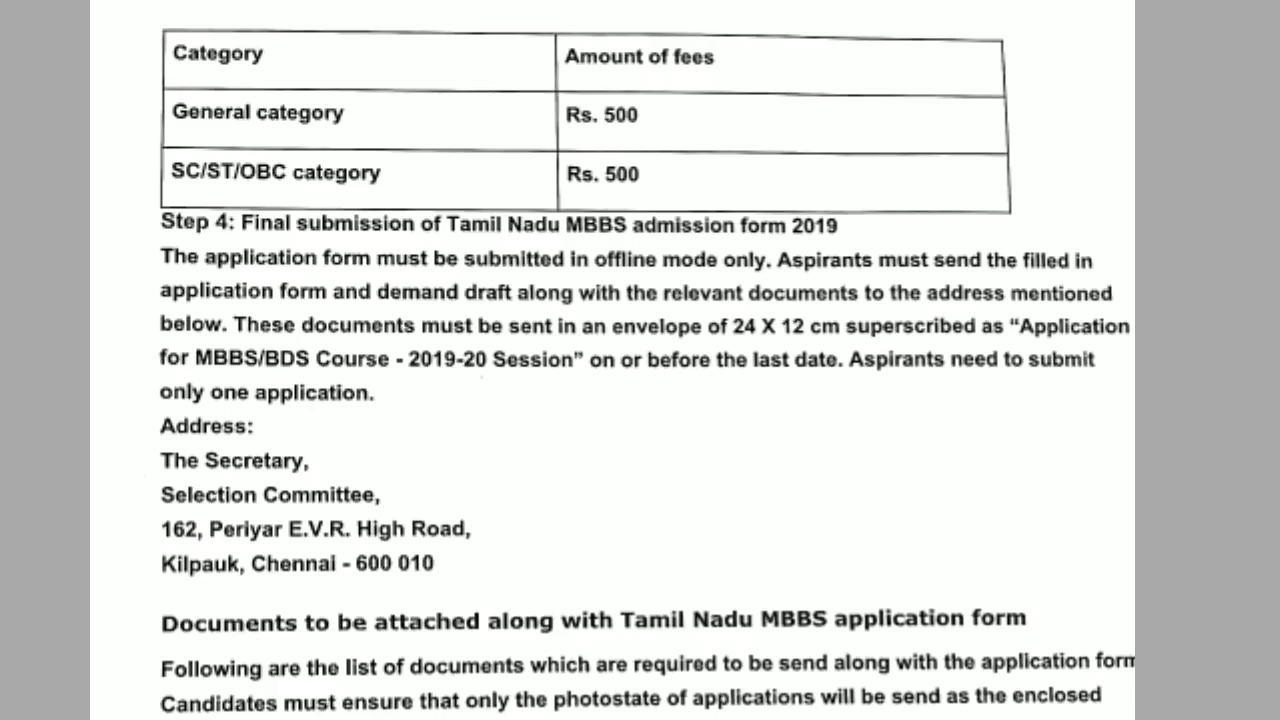 Category Amount of fees
General category Rs. 500
SC/ST/OBC category Rs. 500
Step 4: Final submission of Tamil Nadu MBBS admission form 2019
The application form must be submitted in offline mode only. Aspirants must send the filled in
application form and demand draft along with the relevant documents to the address mentioned
below. These documents must be sent in an envelope of 24 X 12 cm superscribed as “Application
for MBBS/BDS Course - 2019-20 Session” on or before the last date. Aspirants need to submit
only one application.
Address:
The Secretary,
Selection Committee,
162, Periyar E.V.R. High Road,
Kilpauk, Chennai - 600 010
Documents to be attached along with Tamil Nadu MBBS application form
Following are the list of documents which are required to be send along with the application form
Candidates must ensure that only the photostate of applications will be send as the enclosed